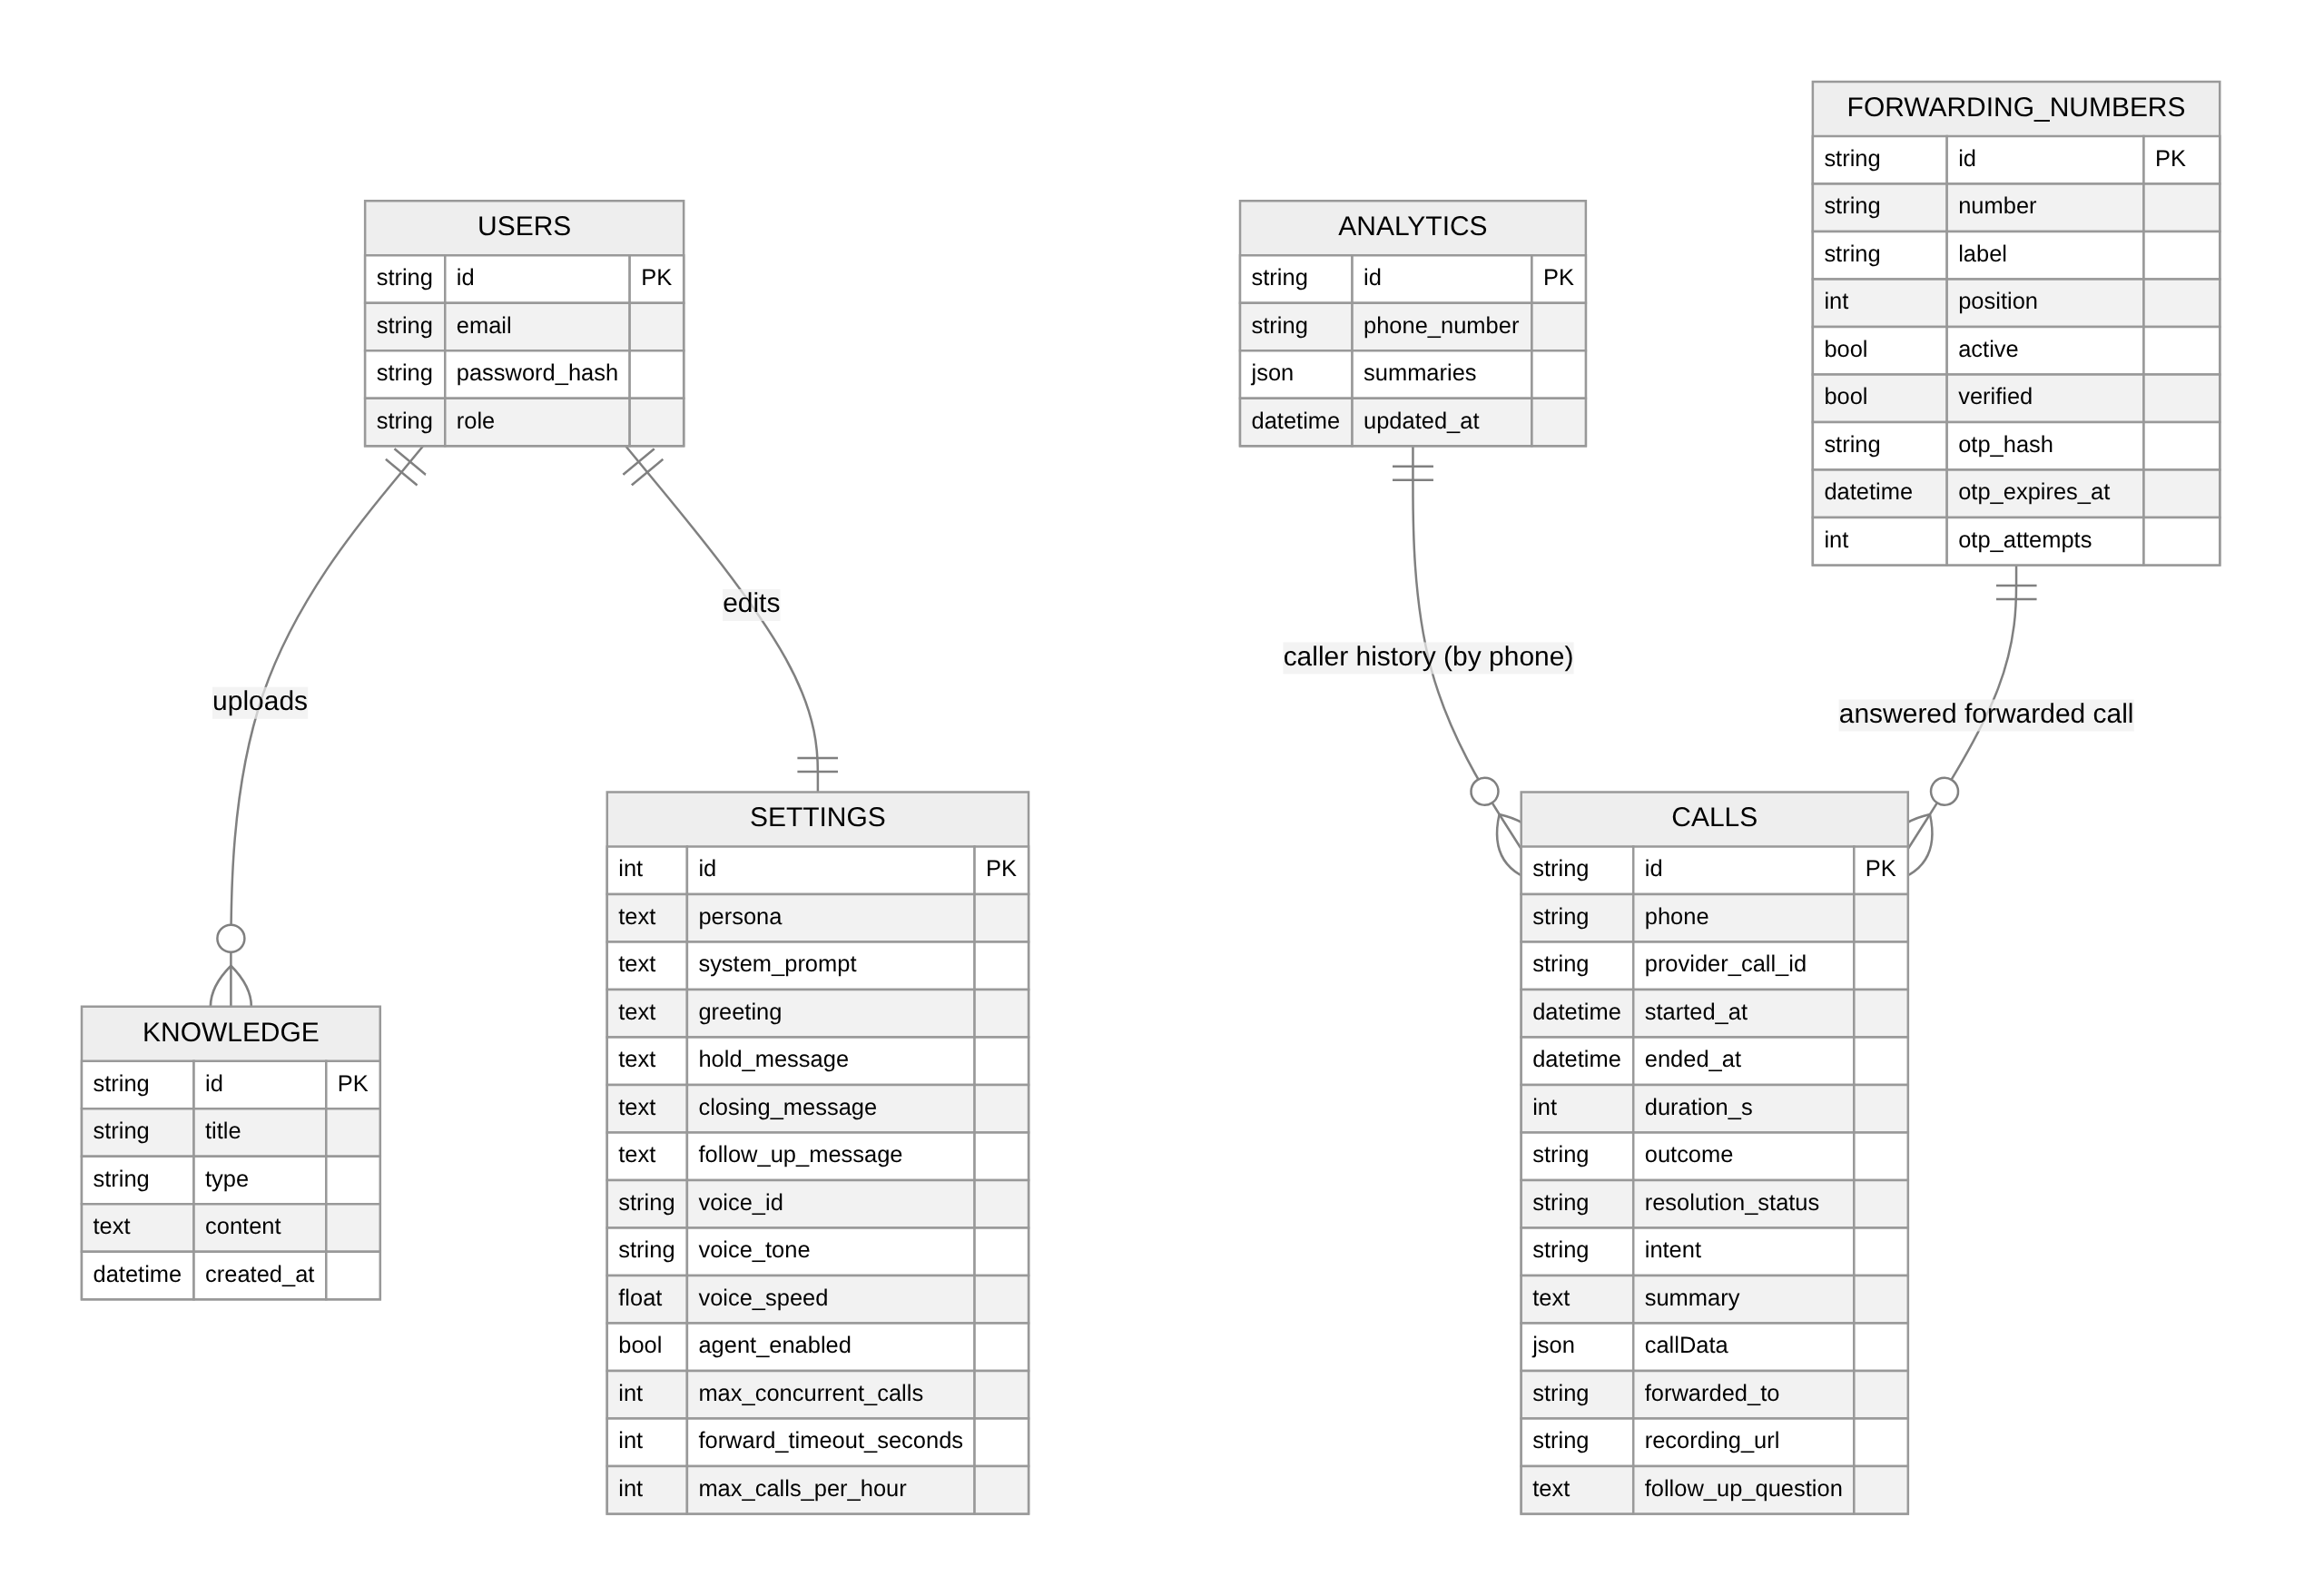 FORWARDING_NUMBERS
string id PK
string number
string label
int position
bool active
bool verified
string otp_hash
datetime otp_expires_at
int otp_attempts
USERS
string id PK
string email
string password_hash
string role
ANALYTICS
string id PK
string phone_number
json summaries
datetime updated_at
edits
caller history (by phone)
uploads
answered forwarded call
SETTINGS
int id PK
text persona
text system_prompt
text greeting
text hold_message
text closing_message
text follow_up_message
string voice_id
string voice_tone
float voice_speed
bool agent_enabled
int max_concurrent_calls
int forward_timeout_seconds
int max_calls_per_hour
CALLS
string id PK
string phone
string provider_call_id
datetime started_at
datetime ended_at
int duration_s
string outcome
string resolution_status
string intent
text summary
json callData
string forwarded_to
string recording_url
text follow_up_question
KNOWLEDGE
string id PK
string title
string type
text content
datetime created_at